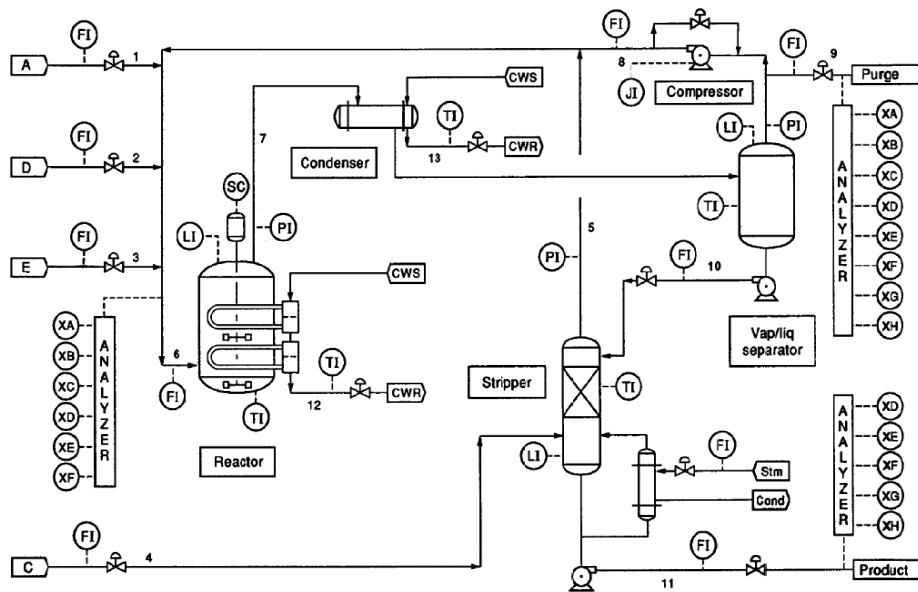 FI
1
A
FI
2
D
FI
3
E
FI
8
JI
Compressor
FI
9
Purge
CWS
TI
13
CWR
Condenser
7
SC
LI
PI
CWS
TI
12
CWR
TI
Reactor
6
FI
XA
XB
XC
XD
XE
XF
ANALYZER
LI
PI
TI
Vap/liq
separator
FI
10
5
PI
Stripper
TI
LI
FI
Stm
Cond
XA
XB
XC
XD
XE
XF
XG
XH
ANALYZER
XD
XE
XF
XG
XH
ANALYZER
FI
4
C
FI
11
Product